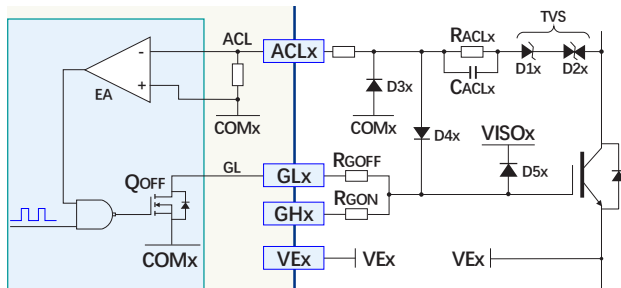 TVS
ACL
ACLx
RACLx
D1x
D2x
CACLx
EA
D3x
COMx
COMx
D4x
VISOx
QOFF
GL
GLx
RGOFF
D5x
RGON
GHx
COMx
VEx
VEx
VEx